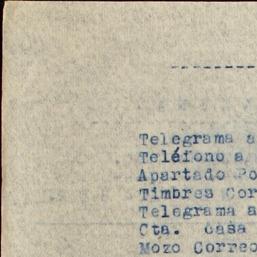 Telegrama a
Teléfono a
Apartado Po
Timbres Cor
Telegrama a
Cta. casa
Mozo Correo